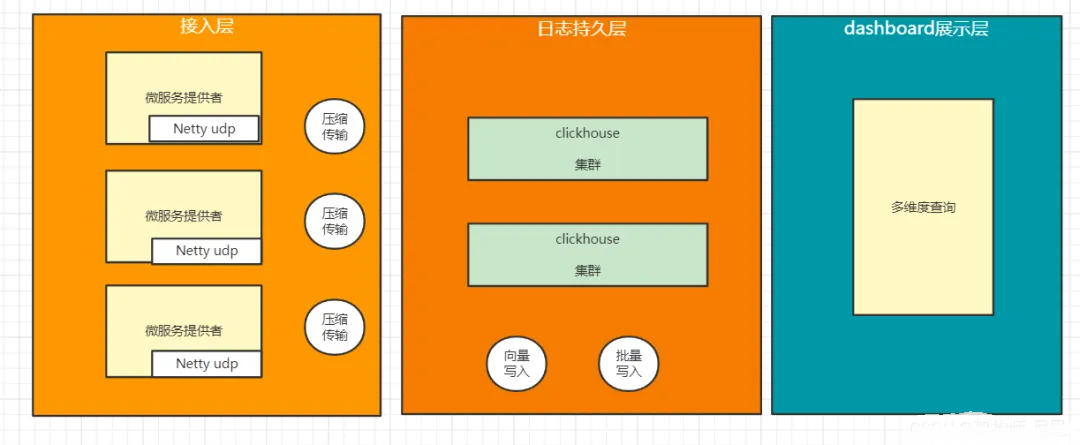 接入层
微服务提供者
Netty udp
压缩
传输
微服务提供者
Netty udp
压缩
传输
微服务提供者
Netty udp
压缩
传输
日志持久层
clickhouse
集群
clickhouse
集群
向量
写入
批量
写入
dashboard展示层
多维度查询